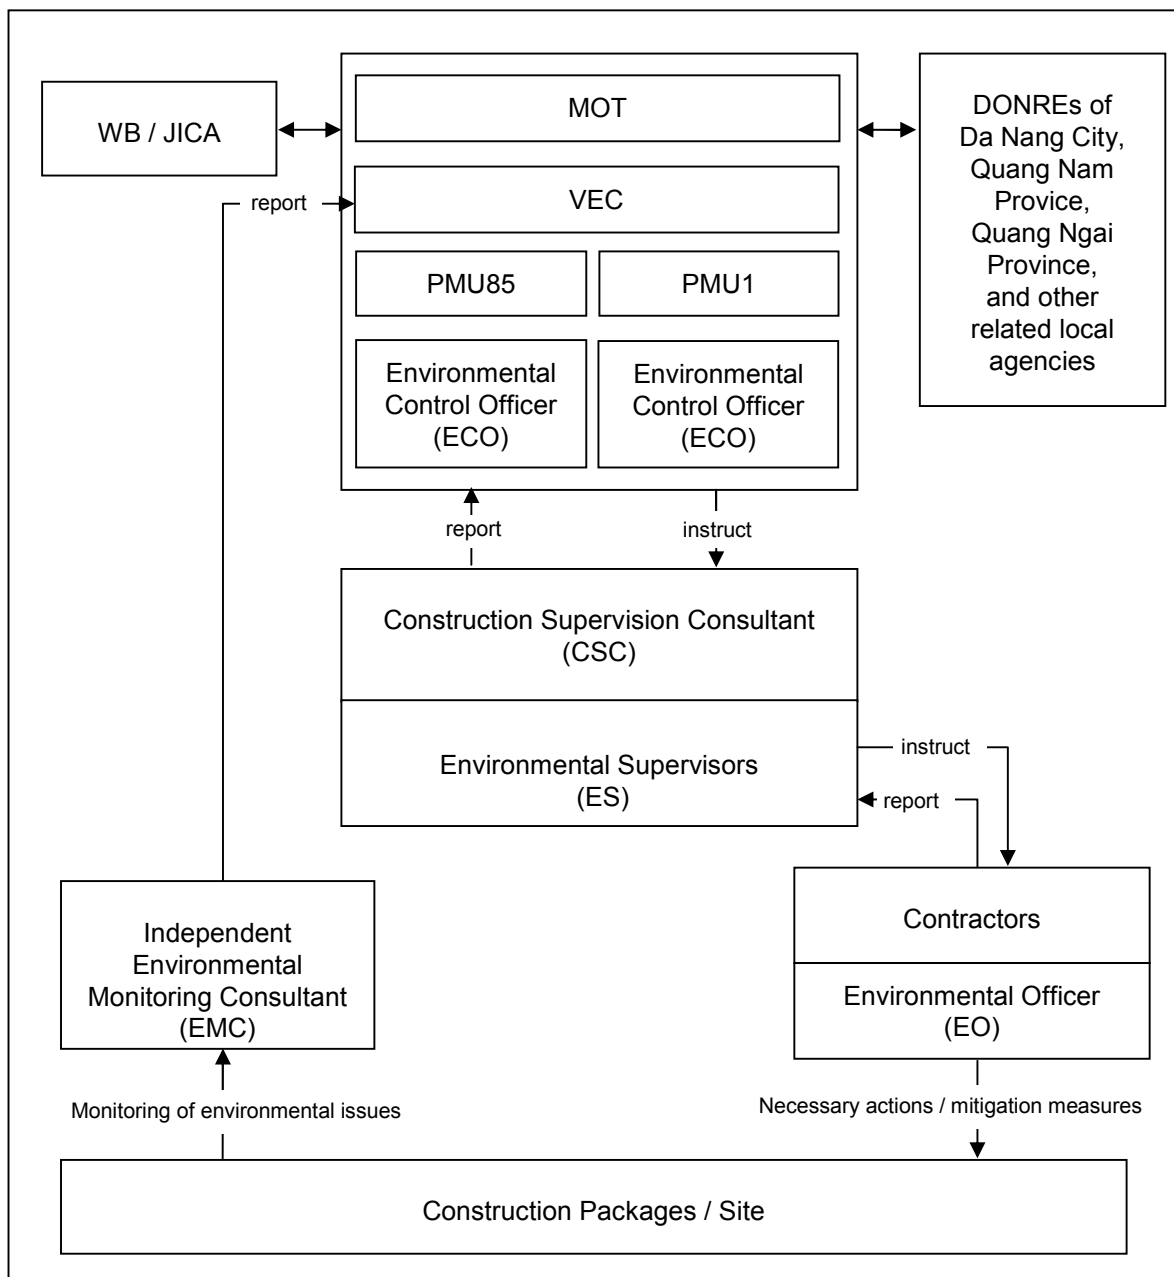 WB / JICA
MOT
DONREs of
Da Nang City,
Quang Nam
Provice,
Quang Ngai
Province,
and other
related local
agencies
report
VEC
PMU85
PMU1
Environmental
Control Officer
(ECO)
Environmental
Control Officer
(ECO)
report
instruct
Construction Supervision Consultant
(CSC)
Environmental Supervisors
(ES)
instruct
report
Independent
Environmental
Monitoring Consultant
(EMC)
Contractors
Environmental Officer
(EO)
Monitoring of environmental issues
Necessary actions / mitigation measures
Construction Packages / Site